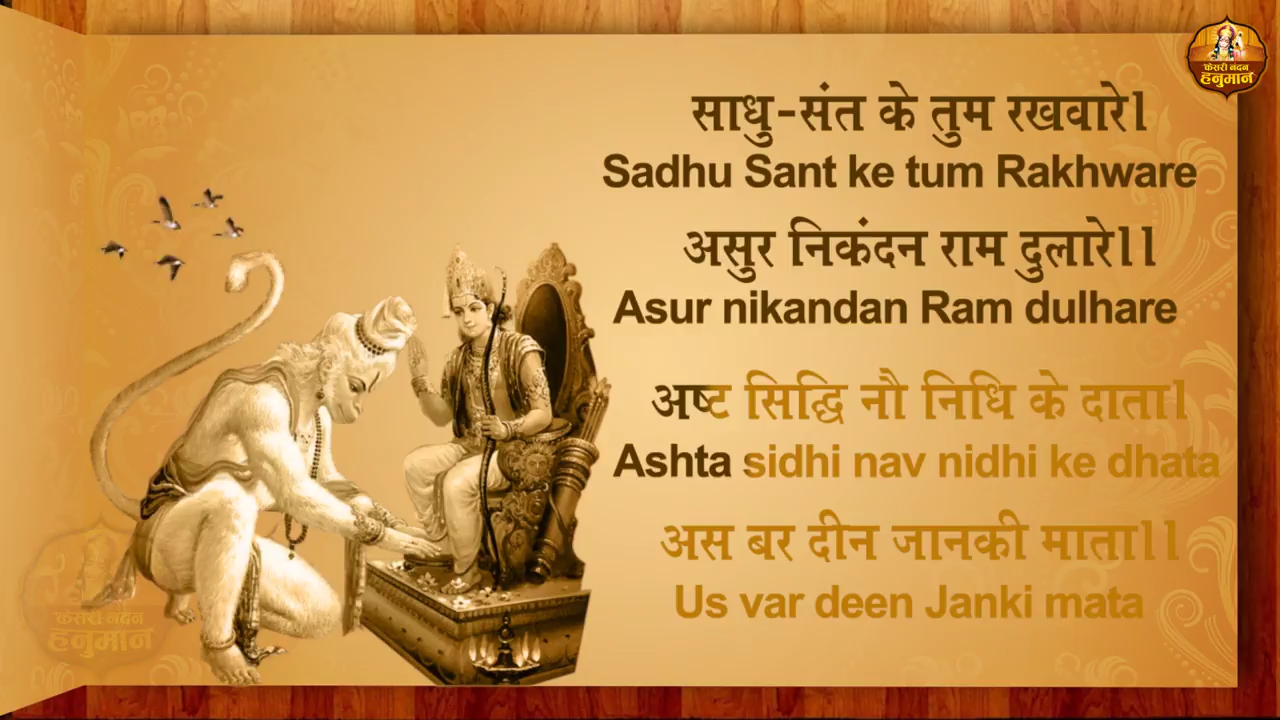 केसरी नंदन
हनुमान
साधु-संत के तुम रखवारे।
Sadhu Sant ke tum Rakhware
असुर निकंदन राम दुलारे।।
Asur nikandan Ram dulhare
अष्ट सिद्धि नौ निधि के दाता।
Ashta sidhi nav nidhi ke dhata
अस बर दीन जानकी माता।।
Us var deen Janki mata
केसरी नंदन
हनुमान